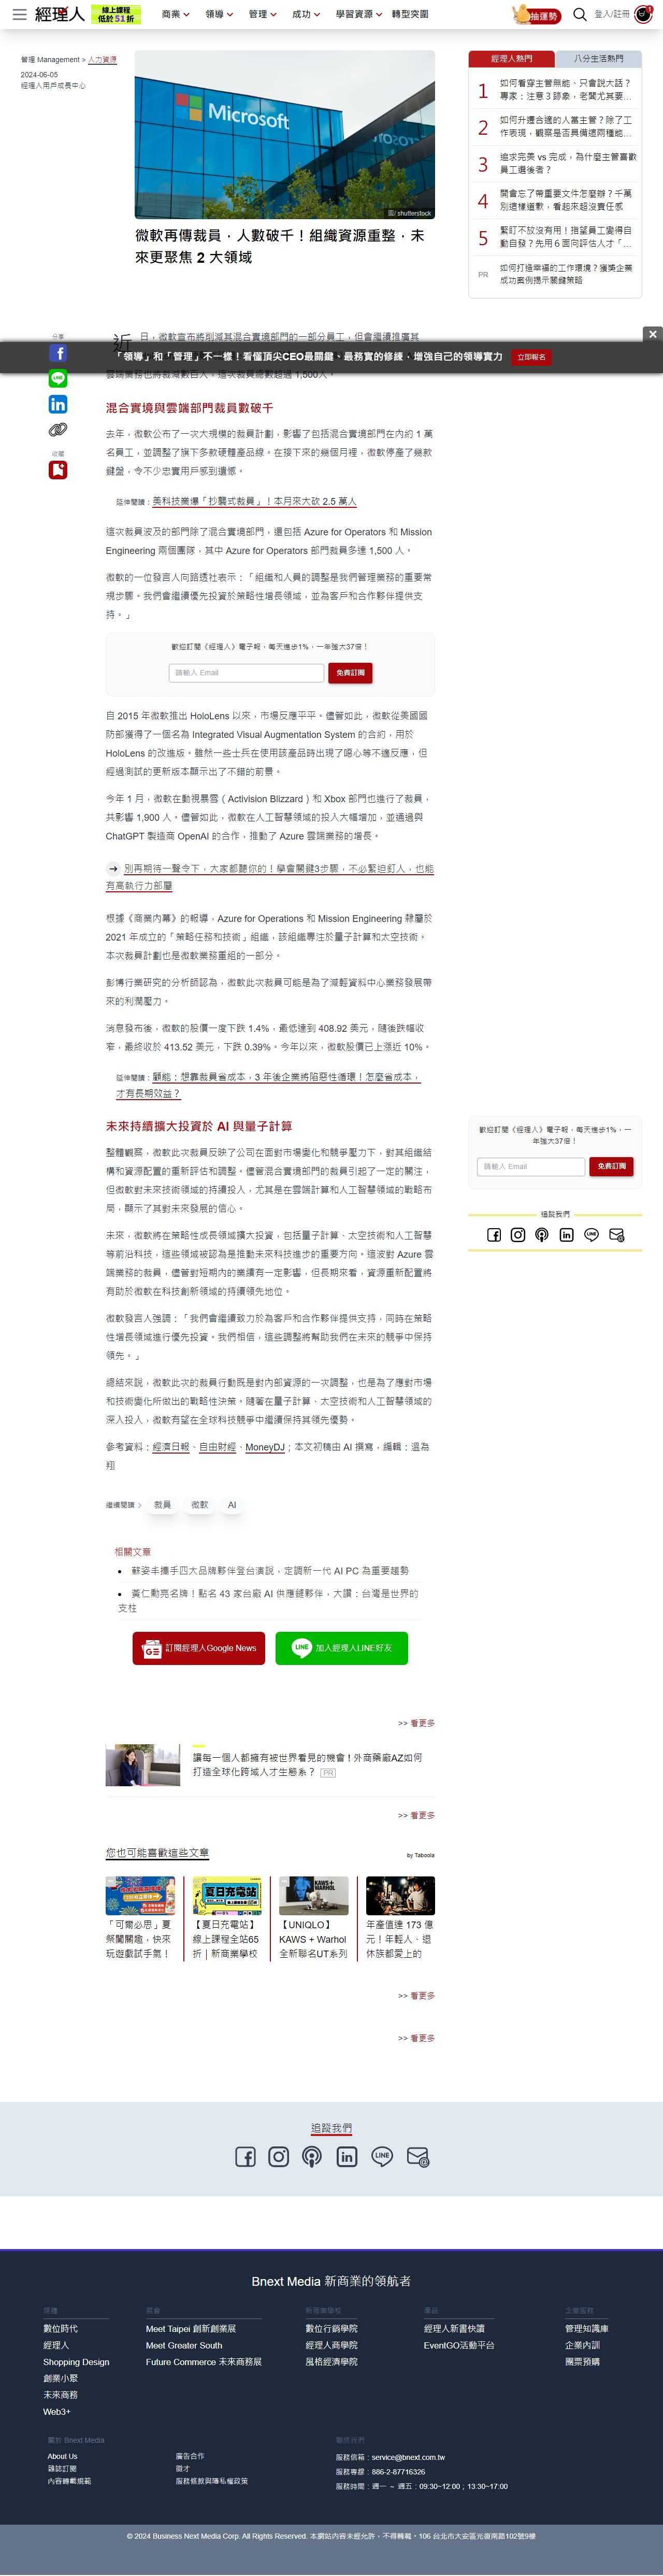 經理人
線上課程
低於 51 折
商業
領導
管理
成功
學習資源
轉型突圍
抽運勢
登入/註冊
管理 Management > 人力資源
2024-06-05
經理人用戶成長中心
Microsoft
圖/ shutterstock
微軟再傳裁員，人數破千！組織資源重整，未
來更聚焦 2 大領域
經理人熱門
八分生活熱門
1
如何看穿主管無能、只會說大話？
專家：注意３跡象，老闆尤其要…
2
如何升遷合適的人當主管？除了工
作表現，觀察是否具備這兩種能…
3
追求完美 vs 完成，為什麼主管喜歡
員工選後者？
4
開會忘了帶重要文件怎麼辦？千萬
別這樣道歉，看起來超沒責任感
5
緊盯不放沒有用！指望員工變得自
動自發？先用６面向評估人才「…
PR
如何打造幸福的工作環境？獲獎企業
成功案例揭示關鍵策略
分享
近日，微軟宣布將削減其混合實境部門的一部分員工，但會繼續推廣其
「領導」和「管理」不一樣！看懂頂尖CEO最關鍵、最務實的修練，增強自己的領導實力
立即報名
雲端業務也將裁減數百人，這次裁員總數超過 1,500人。
收藏
混合實境與雲端部門裁員數破千
去年，微軟公布了一次大規模的裁員計劃，影響了包括混合實境部門在內約 1 萬
名員工，並調整了旗下多款硬體產品線。在接下來的幾個月裡，微軟停產了幾款
鍵盤，令不少忠實用戶感到遺憾。
延伸閱讀：美科技業爆「抄襲式裁員」！本月來大砍 2.5 萬人
這次裁員波及的部門除了混合實境部門，還包括 Azure for Operators 和 Mission
Engineering 兩個團隊，其中 Azure for Operators 部門裁員多達 1,500 人。
微軟的一位發言人向路透社表示：「組織和人員的調整是我們管理業務的重要常
規步驟。我們會繼續優先投資於策略性增長領域，並為客戶和合作夥伴提供支
持。」
歡迎訂閱《經理人》電子報，每天進步1%，一年強大37倍！
請輸入 Email
免費訂閱
自 2015 年微軟推出 HoloLens 以來，市場反應平平。儘管如此，微軟從美國國
防部獲得了一個名為 Integrated Visual Augmentation System 的合約，用於
HoloLens 的改進版。雖然一些士兵在使用該產品時出現了噁心等不適反應，但
經過測試的更新版本顯示出了不錯的前景。
今年 1 月，微軟在動視暴雪（Activision Blizzard）和 Xbox 部門也進行了裁員，
共影響 1,900 人。儘管如此，微軟在人工智慧領域的投入大幅增加，並通過與
ChatGPT 製造商 OpenAI 的合作，推動了 Azure 雲端業務的增長。
別再期待一聲令下，大家都聽你的！學會關鍵3步驟，不必緊迫釘人，也能
有高執行力部屬
根據《商業內幕》的報導，Azure for Operations 和 Mission Engineering 隸屬於
2021 年成立的「策略任務和技術」組織，該組織專注於量子計算和太空技術。
本次裁員計劃也是微軟業務重組的一部分。
彭博行業研究的分析師認為，微軟此次裁員可能是為了減輕資料中心業務發展帶
來的利潤壓力。
消息發布後，微軟的股價一度下跌 1.4%，最低達到 408.92 美元，隨後跌幅收
窄，最終收於 413.52 美元，下跌 0.39%。今年以來，微軟股價已上漲近 10%。
延伸閱讀：顧能：想靠裁員省成本，3 年後企業將陷惡性循環！怎麼省成本，
才有長期效益？
未來持續擴大投資於 AI 與量子計算
整體觀察，微軟此次裁員反映了公司在面對市場變化和競爭壓力下，對其組織結
構和資源配置的重新評估和調整。儘管混合實境部門的裁員引起了一定的關注，
但微軟對未來技術領域的持續投入，尤其是在雲端計算和人工智慧領域的戰略布
局，顯示了其對未來發展的信心。
未來，微軟將在策略性成長領域擴大投資，包括量子計算、太空技術和人工智慧
等前沿科技，這些領域被認為是推動未來科技進步的重要方向。這波對 Azure 雲
端業務的裁員，儘管對短期內的業績有一定影響，但長期來看，資源重新配置將
有助於微軟在科技創新領域的持續領先地位。
微軟發言人強調：「我們會繼續致力於為客戶和合作夥伴提供支持，同時在策略
性增長領域進行優先投資。我們相信，這些調整將幫助我們在未來的競爭中保持
領先。」
總結來說，微軟此次的裁員行動既是對內部資源的一次調整，也是為了應對市場
和技術變化所做出的戰略性決策。隨著在量子計算、太空技術和人工智慧領域的
深入投入，微軟有望在全球科技競爭中繼續保持其領先優勢。
參考資料：經濟日報、自由財經、MoneyDJ；本文初稿由 AI 撰寫，編輯：溫為
翔
歡迎訂閱《經理人》電子報，每天進步1%，一
年強大37倍！
請輸入 Email
免費訂閱
追蹤我們
繼續閱讀
裁員
微軟
AI
相關文章
蘇姿丰攜手四大品牌夥伴登台演說，定調新一代 AI PC 為重要趨勢
黃仁勳亮名牌！點名 43 家台廠 AI 供應鏈夥伴，大讚：台灣是世界的
支柱
訂閱經理人Google News
加入經理人LINE好友
>> 看更多
讓每一個人都擁有被世界看見的機會！外商藥廠AZ如何
打造全球化跨域人才生態系？ PR
>> 看更多
您也可能喜歡這些文章
by Taboola
夏日充電站
KAWS + WARHOL
「可爾必思」夏
祭闖關趣，快來
玩遊戲試手氣！
【夏日充電站】
線上課程全站65
折｜新商業學校
【UNIQLO】
KAWS + Warhol
全新聯名UT系列
年產值達 173 億
元！年輕人、退
休族都愛上的
>> 看更多
>> 看更多
追蹤我們
Bnext Media 新商業的領航者
媒體
數位時代
經理人
Shopping Design
創業小聚
未來商務
Web3+
展會
Meet Taipei 創新創業展
Meet Greater South
Future Commerce 未來商務展
新商業學校
數位行銷學院
經理人商學院
風格經濟學院
產品
經理人新書快讀
EventGO活動平台
企業服務
管理知識庫
企業內訓
團票預購
關於 Bnext Media
About Us
雜誌訂閱
內容轉載規範
廣告合作
徵才
服務條款與隱私權政策
聯絡我們
服務信箱：service@bnext.com.tw
服務專線：886-2-87716326
服務時間：週一 ～ 週五：09:30~12:00；13:30~17:00
© 2024 Business Next Media Corp. All Rights Reserved. 本網站內容未經允許，不得轉載。106 台北市大安區光復南路102號9樓